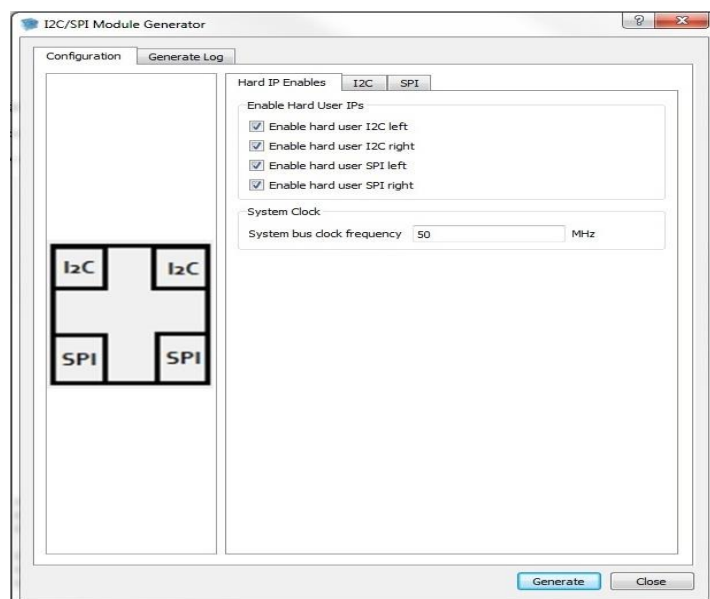 I2C/SPI Module Generator
Configuration
Generate Log
Hard IP Enables
I2C
SPI
Enable Hard User IPs
Enable hard user I2C left
Enable hard user I2C right
Enable hard user SPI left
Enable hard user SPI right
System Clock
System bus clock frequency 50 MHz
I2C I2C
SPI SPI
Generate
Close